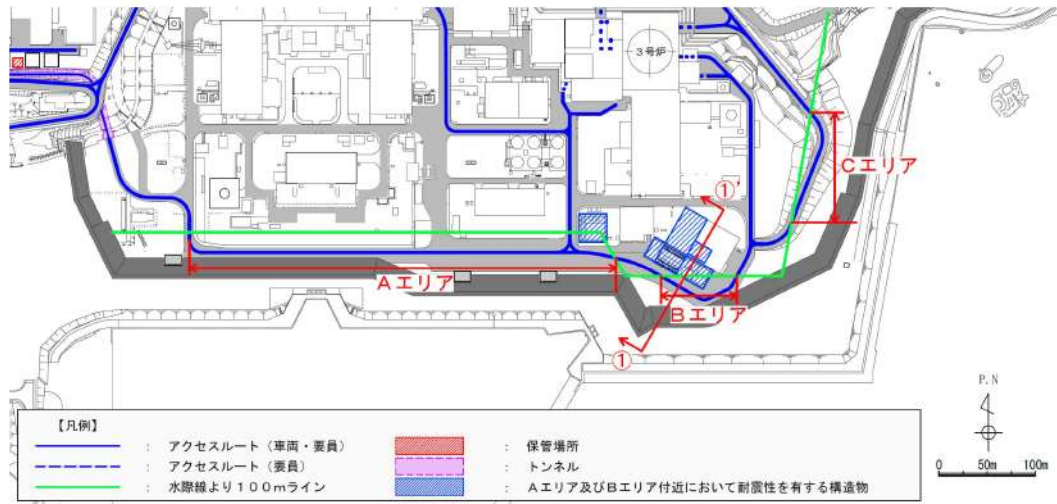 3号炉
Cエリア
①'
Aエリア
Bエリア
①
P.N
0 50m 100m
【凡例】
： アクセスルート（車両・要員）
： アクセスルート（要員）
： 水際線より１００ｍライン
： 保管場所
： トンネル
： Ａエリア及びＢエリア付近において耐震性を有する構造物